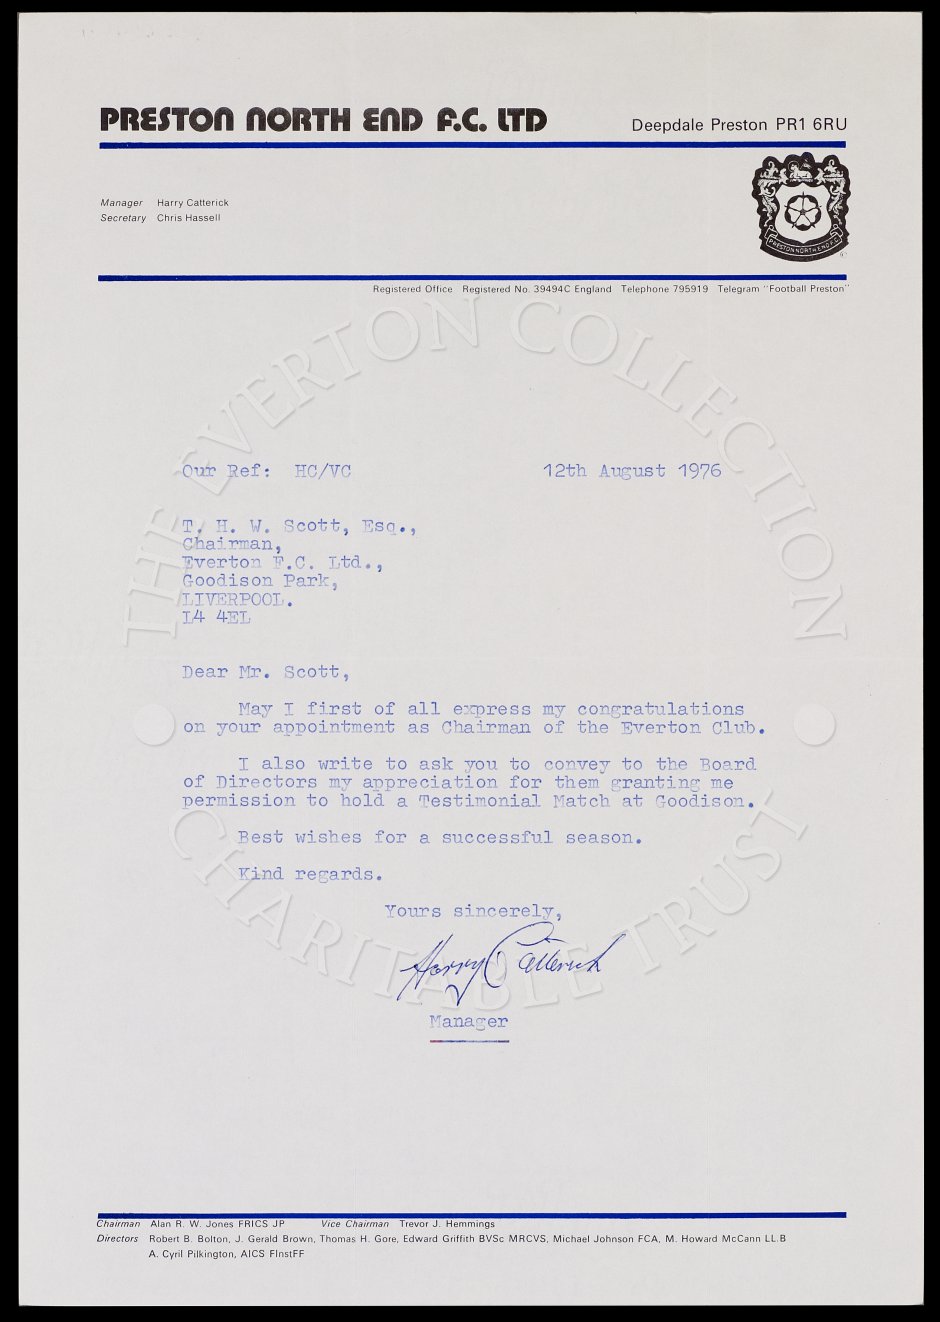 PRESTON NORTH END F.C. LTD
Deepdale Preston PR1 6RU
Manager Harry Catterick
Secretary Chris Hassell
PRESTON NORTH END F.C.
Registered Office Registered No. 39494C England Telephone 795919 Telegram "Football Preston"
THE EVERTON COLLECTION
Our Ref: HC/VC 12th August 1976
T. H. W. Scott, Esq.,
Chairman,
Everton F.C. Ltd.,
Goodison Park,
LIVERPOOL.
L4 4EL
Dear Mr. Scott,
May I first of all express my congratulations
on your appointment as Chairman of the Everton Club.
I also write to ask you to convey to the Board
of Directors my appreciation for them granting me
permission to hold a Testimonial Match at Goodison.
Best wishes for a successful season.
Kind regards.
Yours sincerely,
Harry Catterick
Manager
CHARITABLE TRUST
Chairman Alan R. W. Jones FRICS JP Vice Chairman Trevor J. Hemmings
Directors Robert B. Bolton, J. Gerald Brown, Thomas H. Gore, Edward Griffith BVSc MRCVS, Michael Johnson FCA, M. Howard McCann LL.B
A. Cyril Pilkington, AICS FInstFF